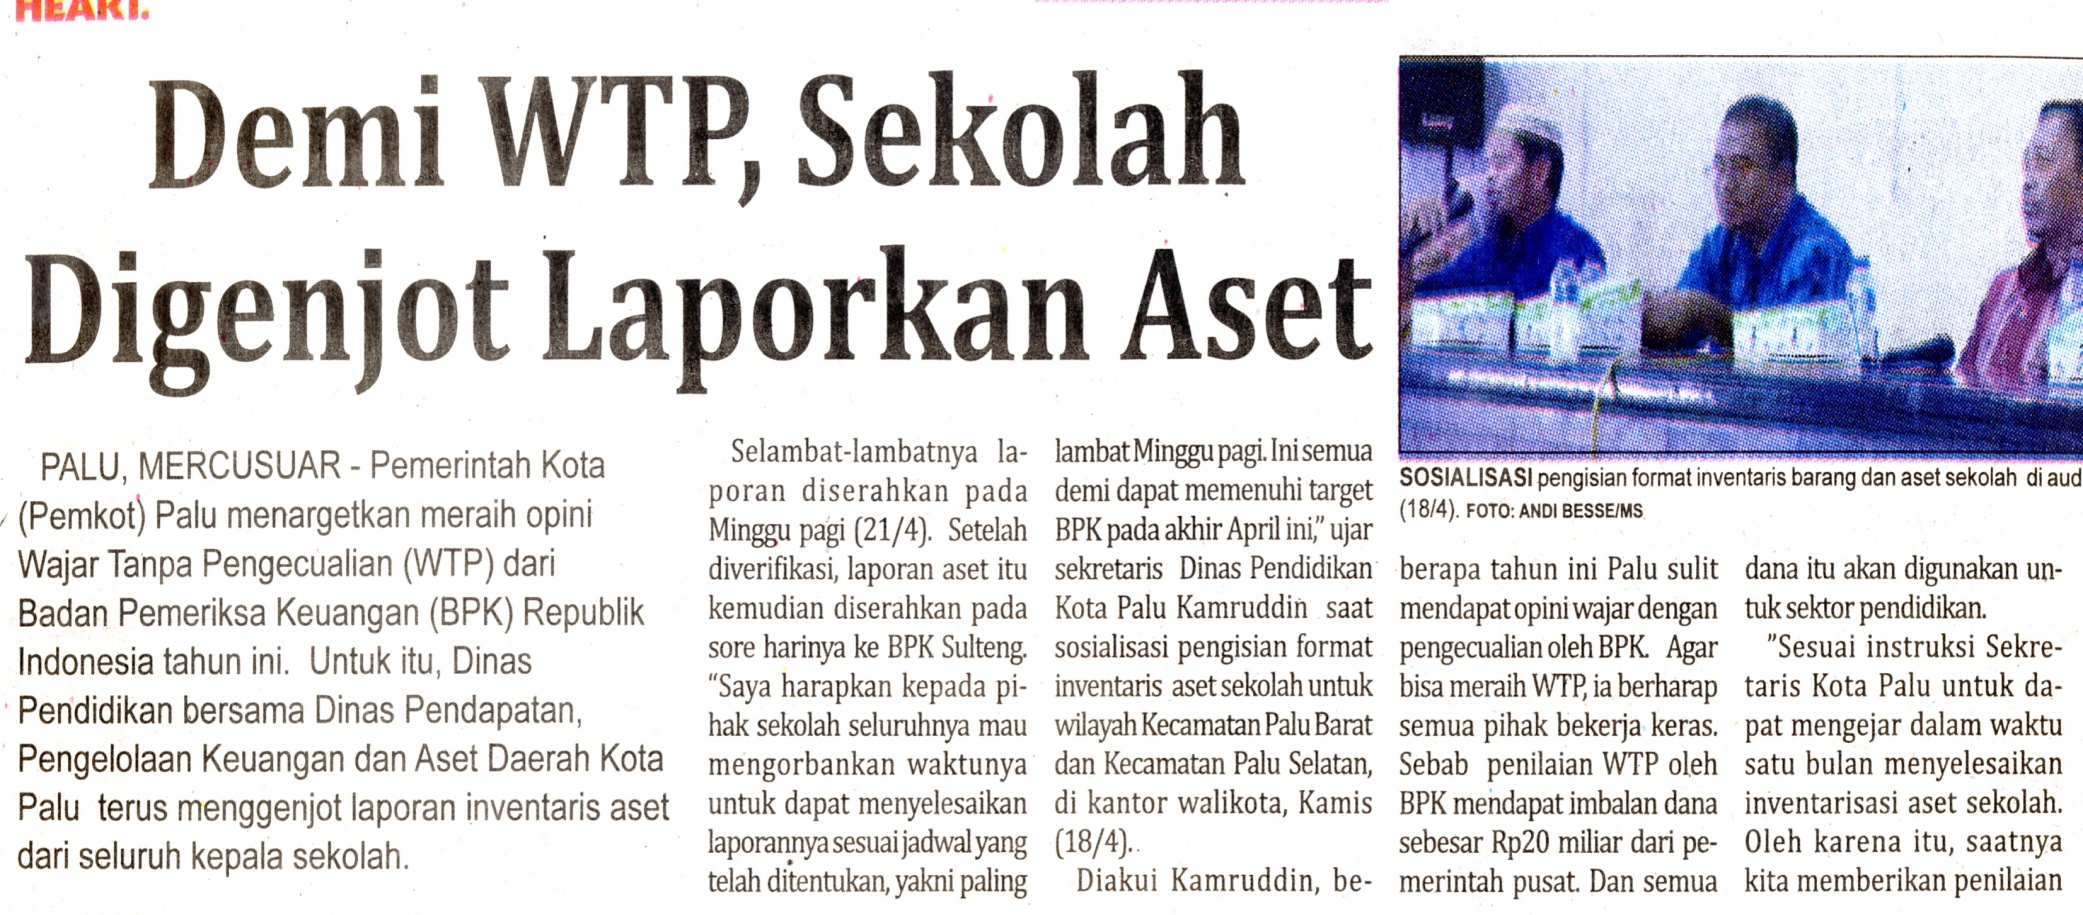 HEART.
Demi WTP, Sekolah
Digenjot Laporkan Aset
PALU, MERCUSUAR - Pemerintah Kota
(Pemkot) Palu menargetkan meraih opini
Wajar Tanpa Pengecualian (WTP) dari
Badan Pemeriksa Keuangan (BPK) Republik
Indonesia tahun ini. Untuk itu, Dinas
Pendidikan bersama Dinas Pendapatan,
Pengelolaan Keuangan dan Aset Daerah Kota
Palu terus menggenjot laporan inventaris aset
dari seluruh kepala sekolah.
Selambat-lambatnya la-
poran diserahkan pada
Minggu pagi (21/4). Setelah
diverifikasi, laporan aset itu
kemudian diserahkan pada
sore harinya ke BPK Sulteng.
“Saya harapkan kepada pi-
hak sekolah seluruhnya mau
mengorbankan waktunya
untuk dapat menyelesaikan
laporannya sesuai jadwal yang
telah ditentukan, yakni paling
lambat Minggu pagi. Ini semua
demi dapat memenuhi target
BPK pada akhir April ini,” ujar
sekretaris Dinas Pendidikan
Kota Palu Kamruddin saat
sosialisasi pengisian format
inventaris aset sekolah untuk
wilayah Kecamatan Palu Barat
dan Kecamatan Palu Selatan,
di kantor walikota, Kamis
(18/4).
Diakui Kamruddin, be-
SOSIALISASI pengisian format inventaris barang dan aset sekolah di aud
(18/4). FOTO: ANDI BESSE/MS
berapa tahun ini Palu sulit
mendapat opini wajar dengan
pengecualian oleh BPK. Agar
bisa meraih WTP, ia berharap
semua pihak bekerja keras.
Sebab penilaian WTP oleh
BPK mendapat imbalan dana
sebesar Rp20 miliar dari pe-
merintah pusat. Dan semua
dana itu akan digunakan un-
tuk sektor pendidikan.
”Sesuai instruksi Sekre-
taris Kota Palu untuk da-
pat mengejar dalam waktu
satu bulan menyelesaikan
inventarisasi aset sekolah.
Oleh karena itu, saatnya
kita memberikan penilaian